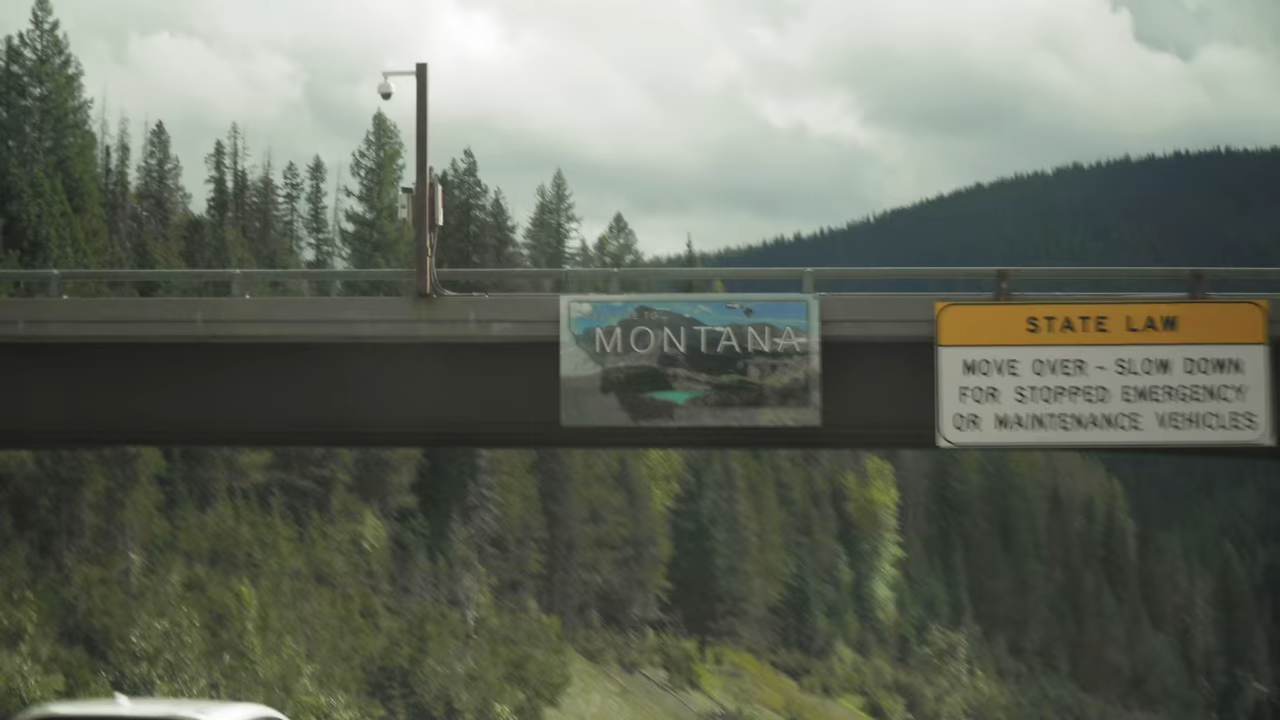 MONTANA
STATE LAW
MOVE OVER - SLOW DOWN
FOR STOPPED EMERGENCY
OR MAINTENANCE VEHICLES